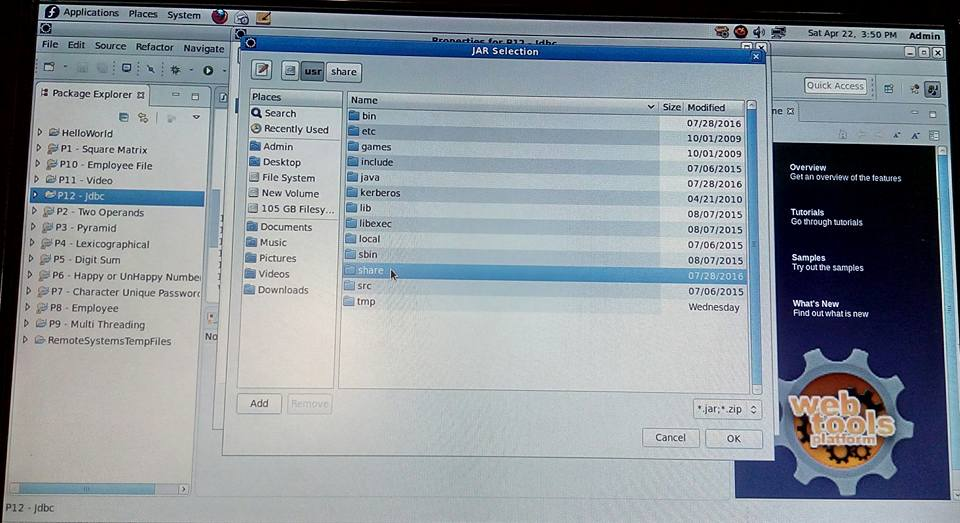 Applications Places System
Sat Apr 22, 3:50 PM Admin
Properties for P12 - Jdbc
JAR Selection
File Edit Source Refactor Navigate
Quick Access
Package Explorer
HelloWorld
P1 - Square Matrix
P10 - Employee File
P11 - Video
P12 - Jdbc
P2 - Two Operands
P3 - Pyramid
P4 - Lexicographical
P5 - Digit Sum
P6 - Happy or UnHappy Numbe
P7 - Character Unique Passwor
P8 - Employee
P9 - Multi Threading
RemoteSystemsTempFiles
No
usr share
Places
Search
Recently Used
Admin
Desktop
File System
New Volume
105 GB Filesy...
Documents
Music
Pictures
Videos
Downloads
Add Remove
Name Size Modified
bin 07/28/2016
etc 10/01/2009
games 10/01/2009
include 07/06/2015
java 07/28/2016
kerberos 04/21/2010
lib 08/07/2015
libexec 08/07/2015
local 07/06/2015
sbin 08/07/2015
share 07/28/2016
src 07/06/2015
tmp Wednesday
*.jar;*.zip
Cancel OK
me
Overview
Get an overview of the features
Tutorials
Go through tutorials
Samples
Try out the samples
What's New
Find out what is new
web
tools
platform
P12 - Jdbc